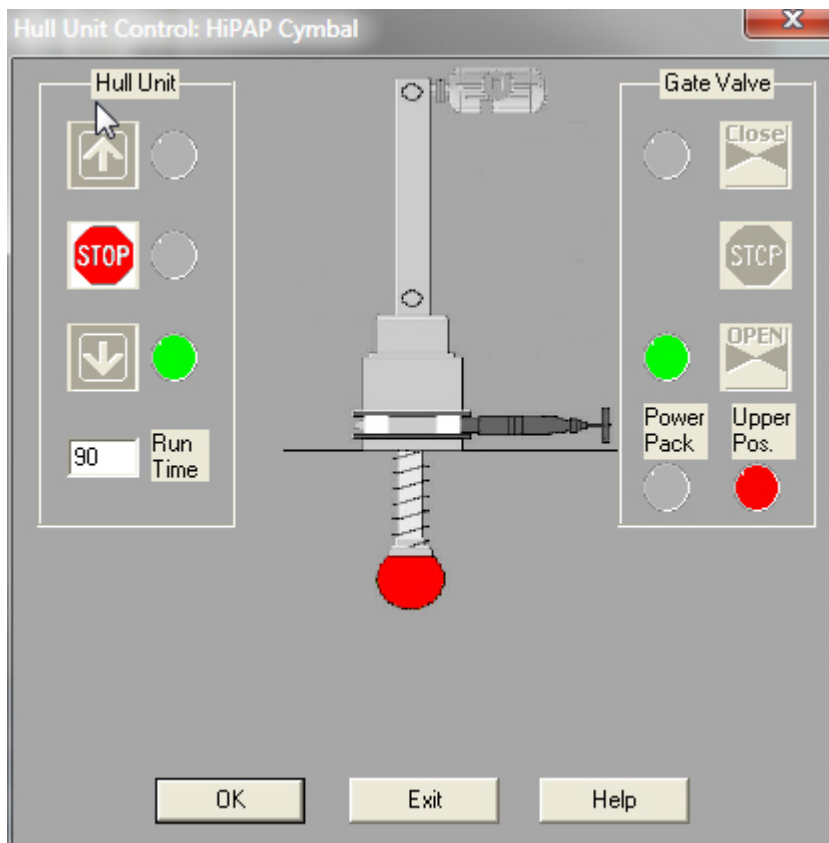 Hull Unit Control: HiPAP Cymbal
X
Hull Unit
STOP
90
Run
Time
Gate Valve
Close
STCP
OPEN
Power
Pack
Upper
Pos.
OK
Exit
Help